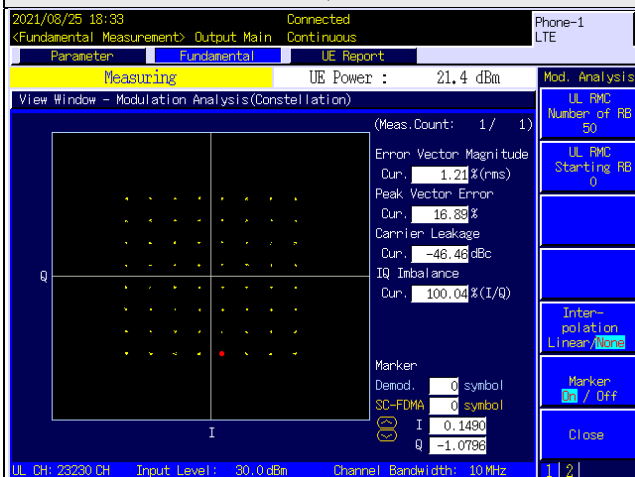 2021/08/25 18:33 Connected Phone-1
<Fundamental Measurement> Output Main Continuous LTE
Parameter Fundamental UE Report
Measuring UE Power : 21.4 dBm Mod. Analysis
View Window - Modulation Analysis(Constellation)
UL RMC
Number of RB
50
(Meas.Count: 1/ 1)
Error Vector Magnitude
Cur. 1.21 %(rms)
UL RMC
Starting RB
0
Peak Vector Error
Cur. 16.89 %
Carrier Leakage
Cur. -46.46 dBc
IQ Imbalance
Cur. 100.04 %(I/Q)
Q
I
Inter-
polation
Linear/None
Marker
Demod. 0 symbol
SC-FDMA 0 symbol
I 0.1490
Q -1.0796
Marker
On / Off
Close
UL CH: 23230 CH Input Level: 30.0 dBm Channel Bandwidth: 10 MHz 1 2